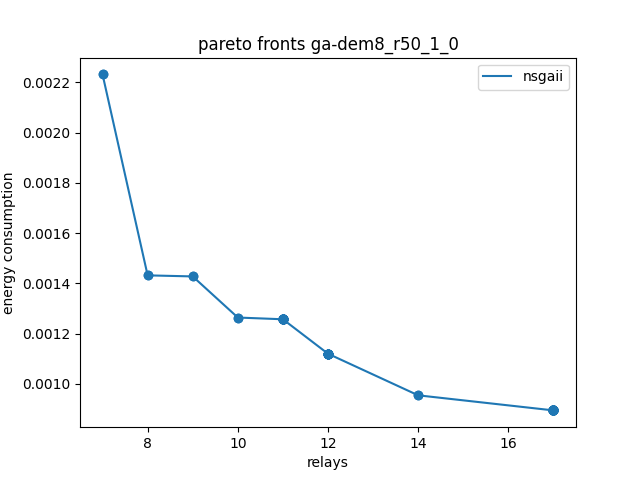 pareto fronts ga-dem8_r50_1_0
nsgaii
0.0022
0.0020
0.0018
0.0016
0.0014
0.0012
0.0010
energy consumption
8 10 12 14 16
relays